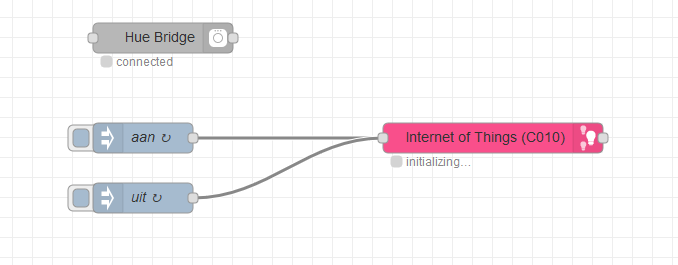 Hue Bridge
connected
aan ↻
Internet of Things (C010)
initializing...
uit ↻